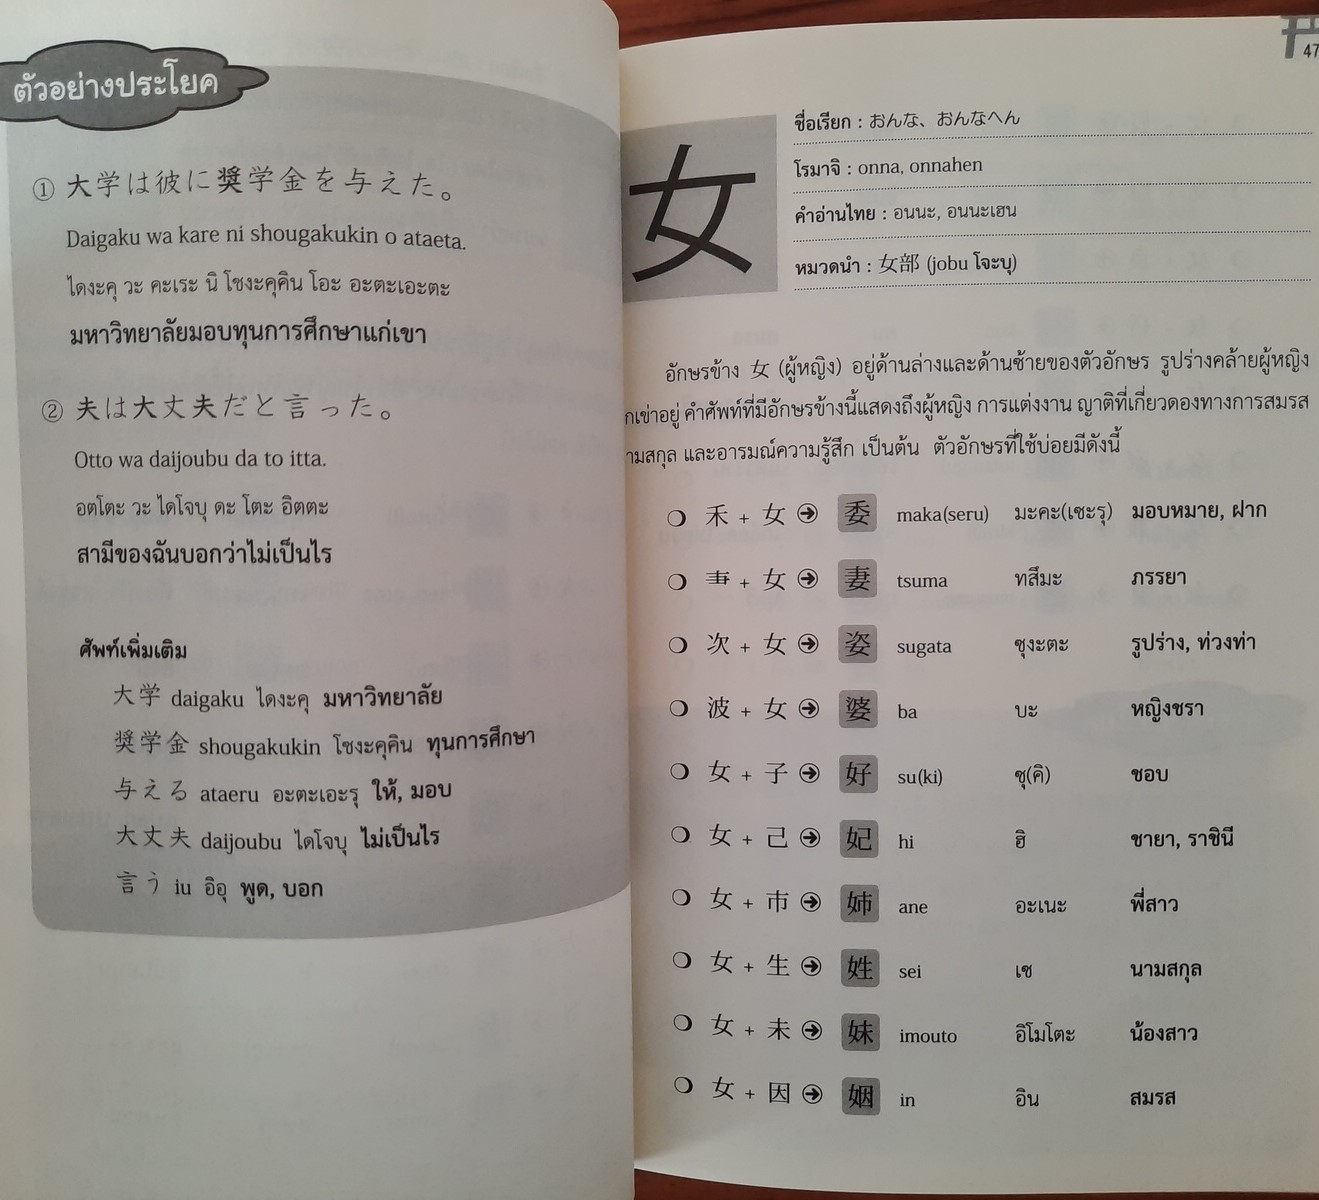 ตัวอย่างประโยค
① 大学は彼に奨学金を与えた。
Daigaku wa kare ni shougakukin o ataeta.
ไดงะคุ วะ คะเระ นิ โชงะคุคิน โอะ อะตะเอะตะ
มหาวิทยาลัยมอบทุนการศึกษาแก่เขา
② 夫は大丈夫だと言った。
Otto wa daijoubu da to itta.
อตโตะ วะ ไดโจบุ ดะ โตะ อิตตะ
สามีของฉันบอกว่าไม่เป็นไร
ศัพท์เพิ่มเติม
大学 daigaku ไดงะคุ มหาวิทยาลัย
奨学金 shougakukin โชงะคุคิน ทุนการศึกษา
与える ataeru อะตะเอะรุ ให้, มอบ
大丈夫 daijoubu ไดโจบุ ไม่เป็นไร
言う iu อิอุ พูด, บอก
47
女
ชื่อเรียก : おんな、おんなへん
โรมาจิ : onna, onnahen
คำอ่านไทย : อนนะ, อนนะเฮน
หมวดนำ : 女部 (jobu โจะบุ)
อักษรข้าง 女 (ผู้หญิง) อยู่ด้านล่างและด้านซ้ายของตัวอักษร รูปร่างคล้ายผู้หญิง
กเข่าอยู่ คำศัพท์ที่มีอักษรข้างนี้แสดงถึงผู้หญิง การแต่งงาน ญาติที่เกี่ยวดองทางการสมรส
ามสกุล และอารมณ์ความรู้สึก เป็นต้น ตัวอักษรที่ใช้บ่อยมีดังนี้
❍ 禾 + 女 ➔ 委 maka(seru) มะคะ(เซะรุ) มอบหมาย, ฝาก
❍ + 女 ➔ 妻 tsuma ทสึมะ ภรรยา
❍ 次 + 女 ➔ 姿 sugata ซุงะตะ รูปร่าง, ท่วงท่า
❍ 波 + 女 ➔ 婆 ba บะ หญิงชรา
❍ 女 + 子 ➔ 好 su(ki) ซุ(คิ) ชอบ
❍ 女 + 己 ➔ 妃 hi ฮิ ชายา, ราชินี
❍ 女 + 市 ➔ 姉 ane อะเนะ พี่สาว
❍ 女 + 生 ➔ 姓 sei เซ นามสกุล
❍ 女 + 未 ➔ 妹 imouto อิโมโตะ น้องสาว
❍ 女 + 因 ➔ 姻 in อิน สมรส